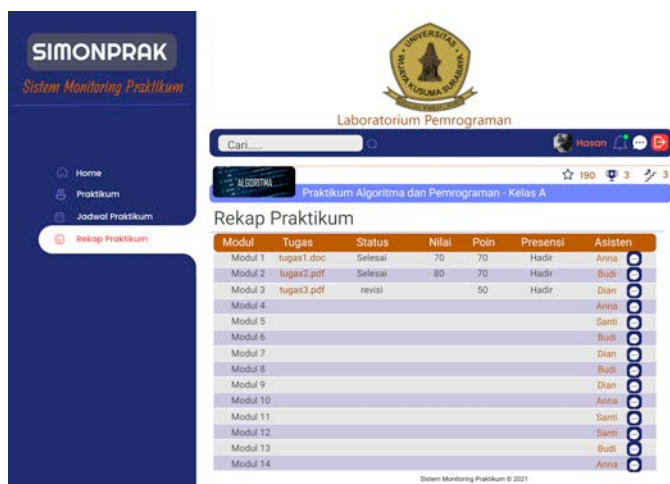 SIMONPRAK
Sistem Monitoring Praktikum
Home
Praktikum
Jadwal Praktikum
Rekap Praktikum
UNIVERSITAS
WIJAYA KUSUMA SURABAYA
Laboratorium Pemrograman
Cari.....
Hasan
ALGORITMA
190 3 3
Praktikum Algoritma dan Pemrograman - Kelas A
Rekap Praktikum
Modul Tugas Status Nilai Poin Presensi Asisten
Modul 1 tugas1.doc Selesai 70 70 Hadir Anna
Modul 2 tugas2.pdf Selesai 80 70 Hadir Budi
Modul 3 tugas3.pdf revisi 50 Hadir Dian
Modul 4 Anna
Modul 5 Santi
Modul 6 Budi
Modul 7 Dian
Modul 8 Budi
Modul 9 Dian
Modul 10 Anna
Modul 11 Santi
Modul 12 Santi
Modul 13 Budi
Modul 14 Anna
Sistem Monitoring Praktikum © 2021